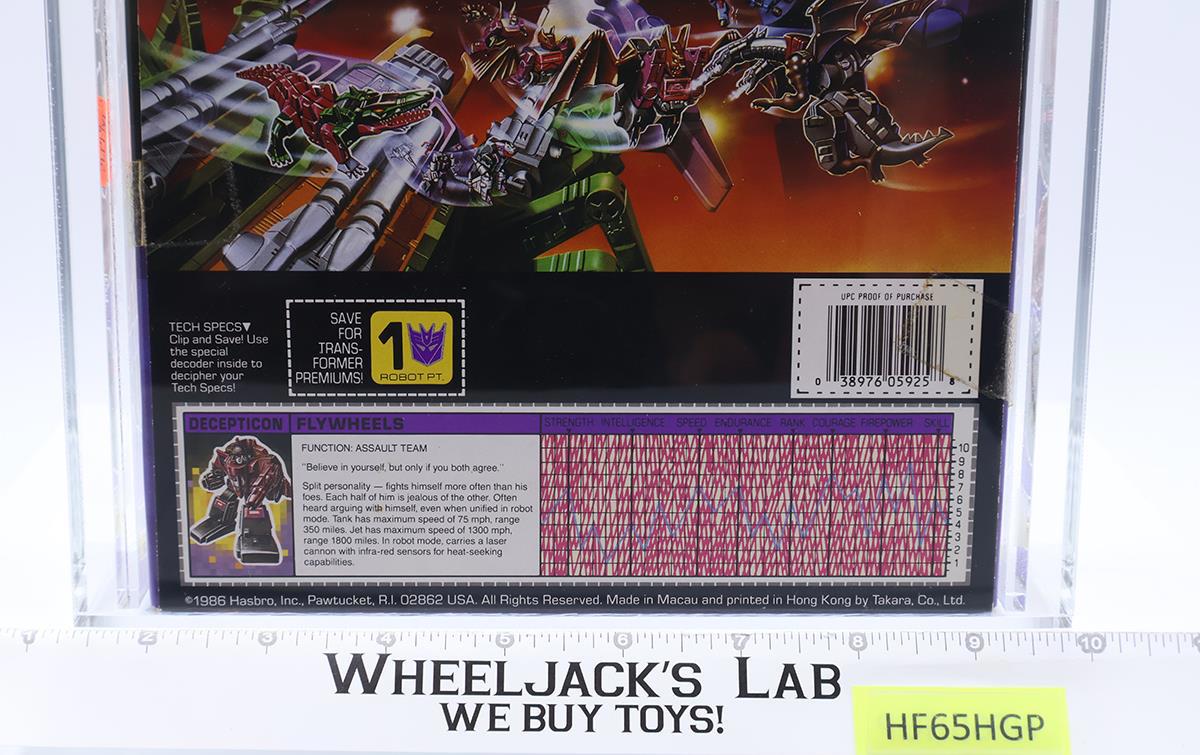 TECH SPECS▼
Clip and Save! Use
the special
decoder inside to
decipher your
Tech Specs!
SAVE
FOR
TRANS-
FORMER
PREMIUMS!
1
ROBOT PT.
UPC PROOF OF PURCHASE
0 38976 05925 8
DECEPTICON FLYWHEELS
FUNCTION: ASSAULT TEAM
"Believe in yourself, but only if you both agree."
Split personality — fights himself more often than his
foes. Each half of him is jealous of the other. Often
heard arguing with himself, even when unified in robot
mode. Tank has maximum speed of 75 mph, range
350 miles. Jet has maximum speed of 1300 mph,
range 1800 miles. In robot mode, carries a laser
cannon with infra-red sensors for heat-seeking
capabilities.
STRENGTH INTELLIGENCE SPEED ENDURANCE RANK COURAGE FIREPOWER SKILL
10
9
8
7
6
5
4
3
2
1
©1986 Hasbro, Inc., Pawtucket, R.I. 02862 USA. All Rights Reserved. Made in Macau and printed in Hong Kong by Takara, Co., Ltd.
1 2 3 4 5 6 7 8 9 10
WHEELJACK'S LAB
WE BUY TOYS!
HF65HGP